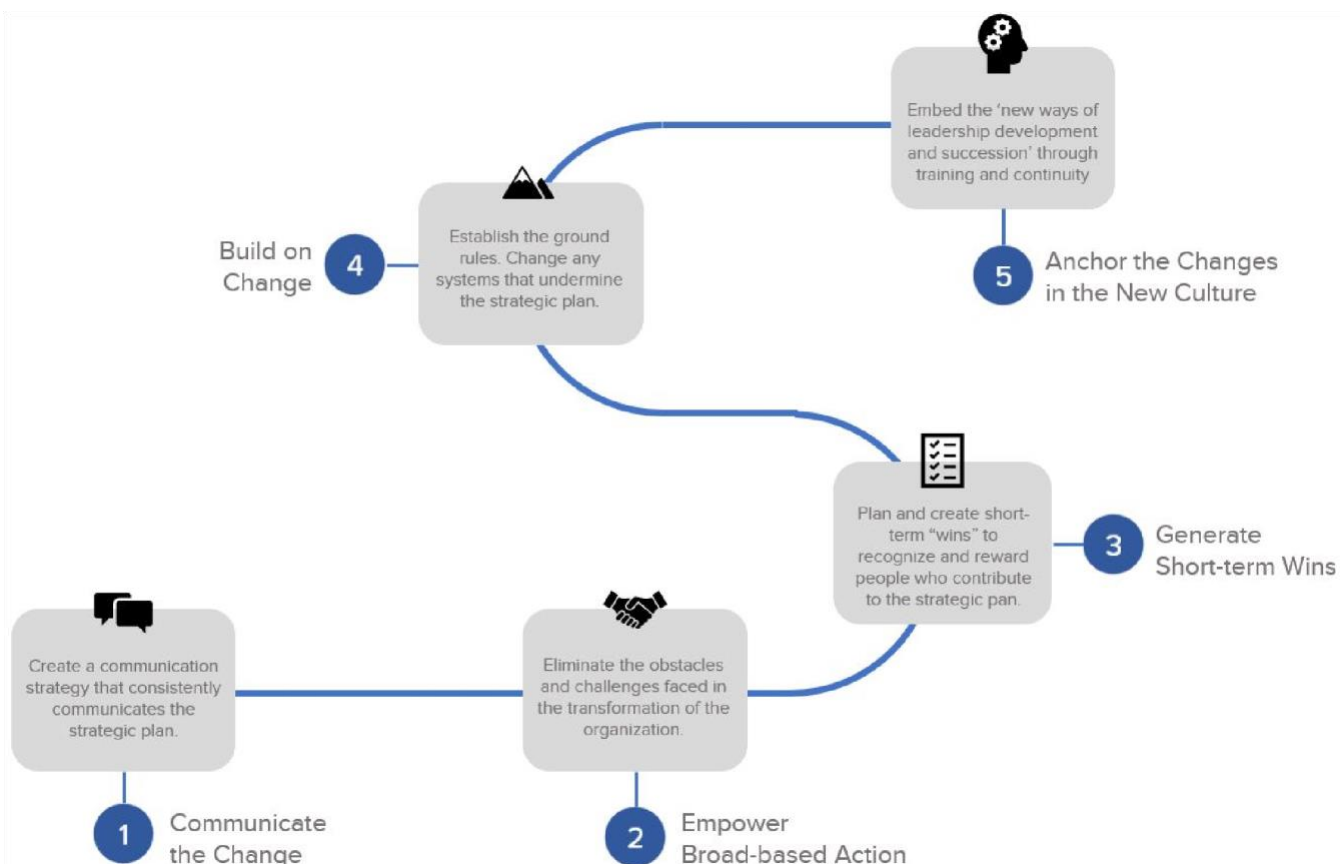 Embed the ‘new ways of
leadership development
and succession’ through
training and continuity
5
Anchor the Changes
in the New Culture
Build on
Change
4
Establish the ground
rules. Change any
systems that undermine
the strategic plan.
Plan and create short-
term “wins” to
recognize and reward
people who contribute
to the strategic pan.
3
Generate
Short-term Wins
Create a communication
strategy that consistently
communicates the
strategic plan.
1
Communicate
the Change
Eliminate the obstacles
and challenges faced in
the transformation of the
organization.
2
Empower
Broad-based Action